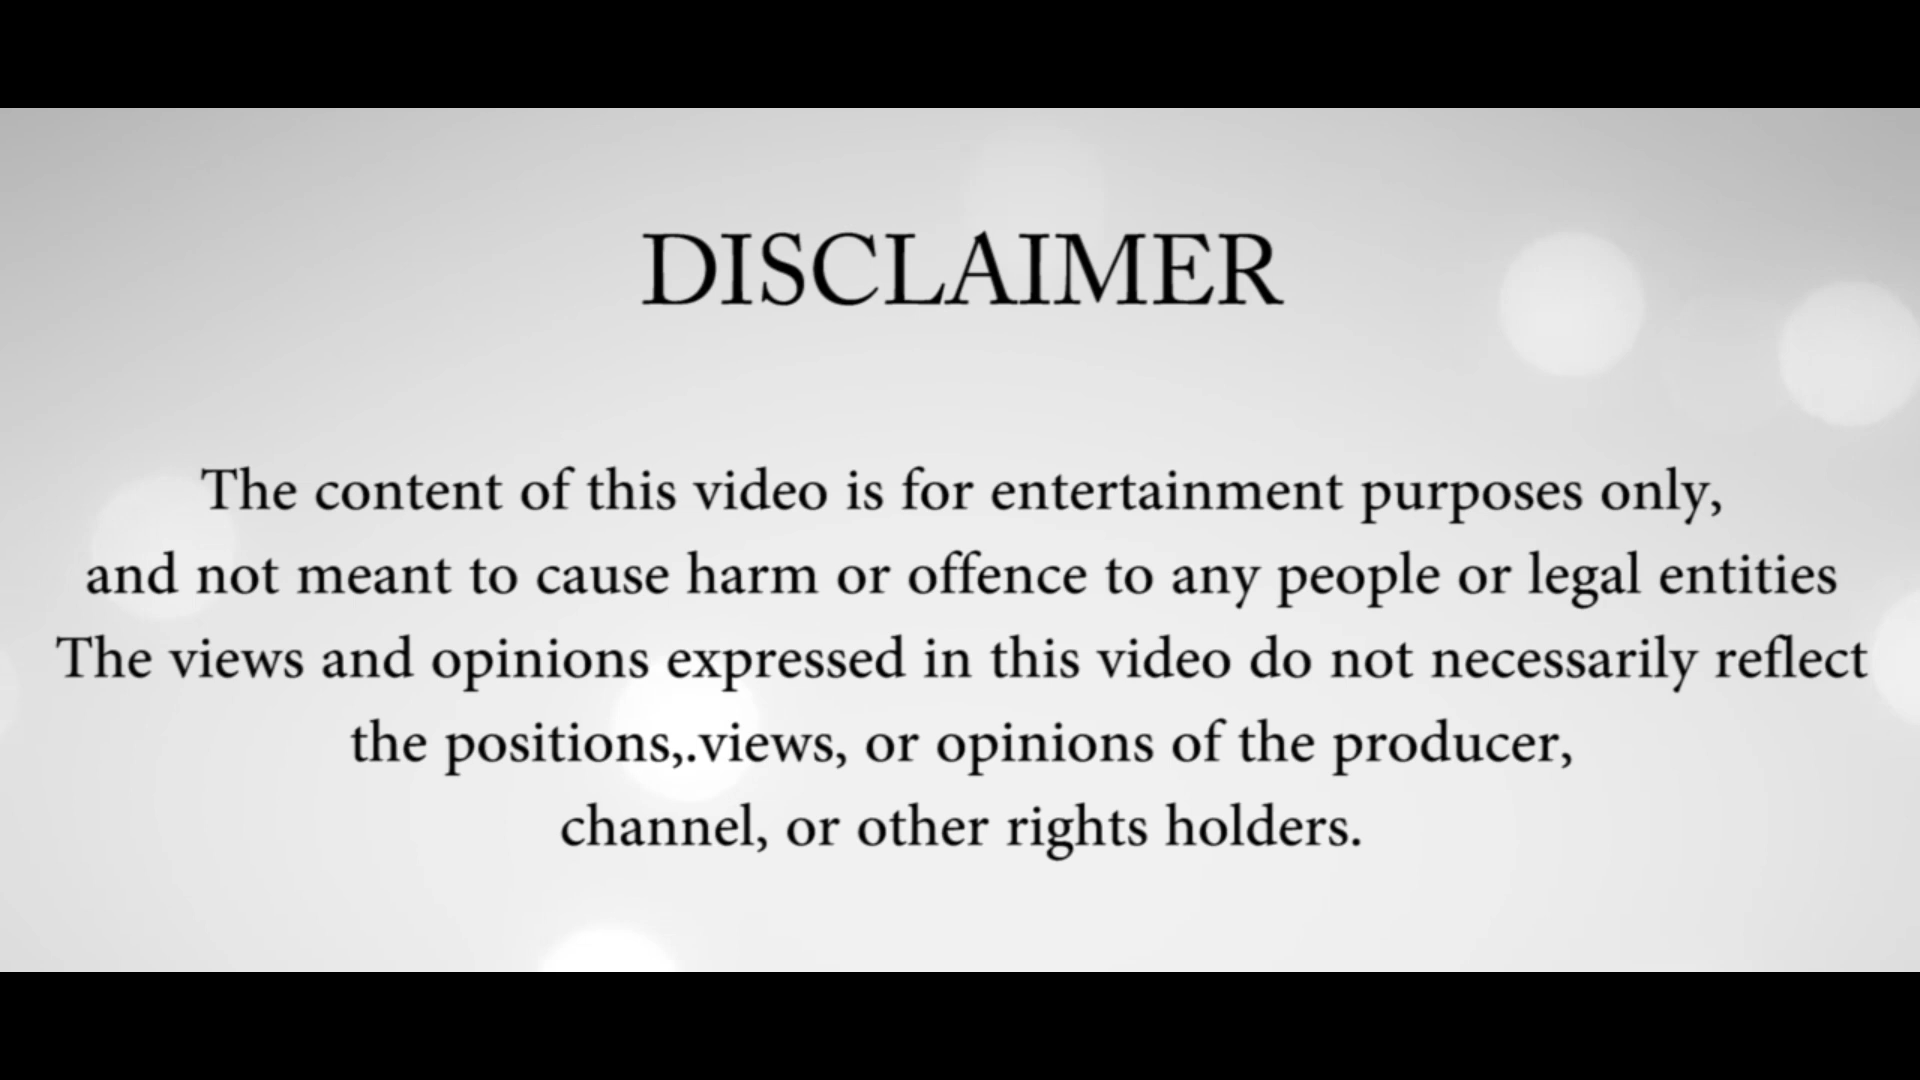 DISCLAIMER
The content of this video is for entertainment purposes only,
and not meant to cause harm or offence to any people or legal entities
The views and opinions expressed in this video do not necessarily reflect
the positions,.views, or opinions of the producer,
channel, or other rights holders.